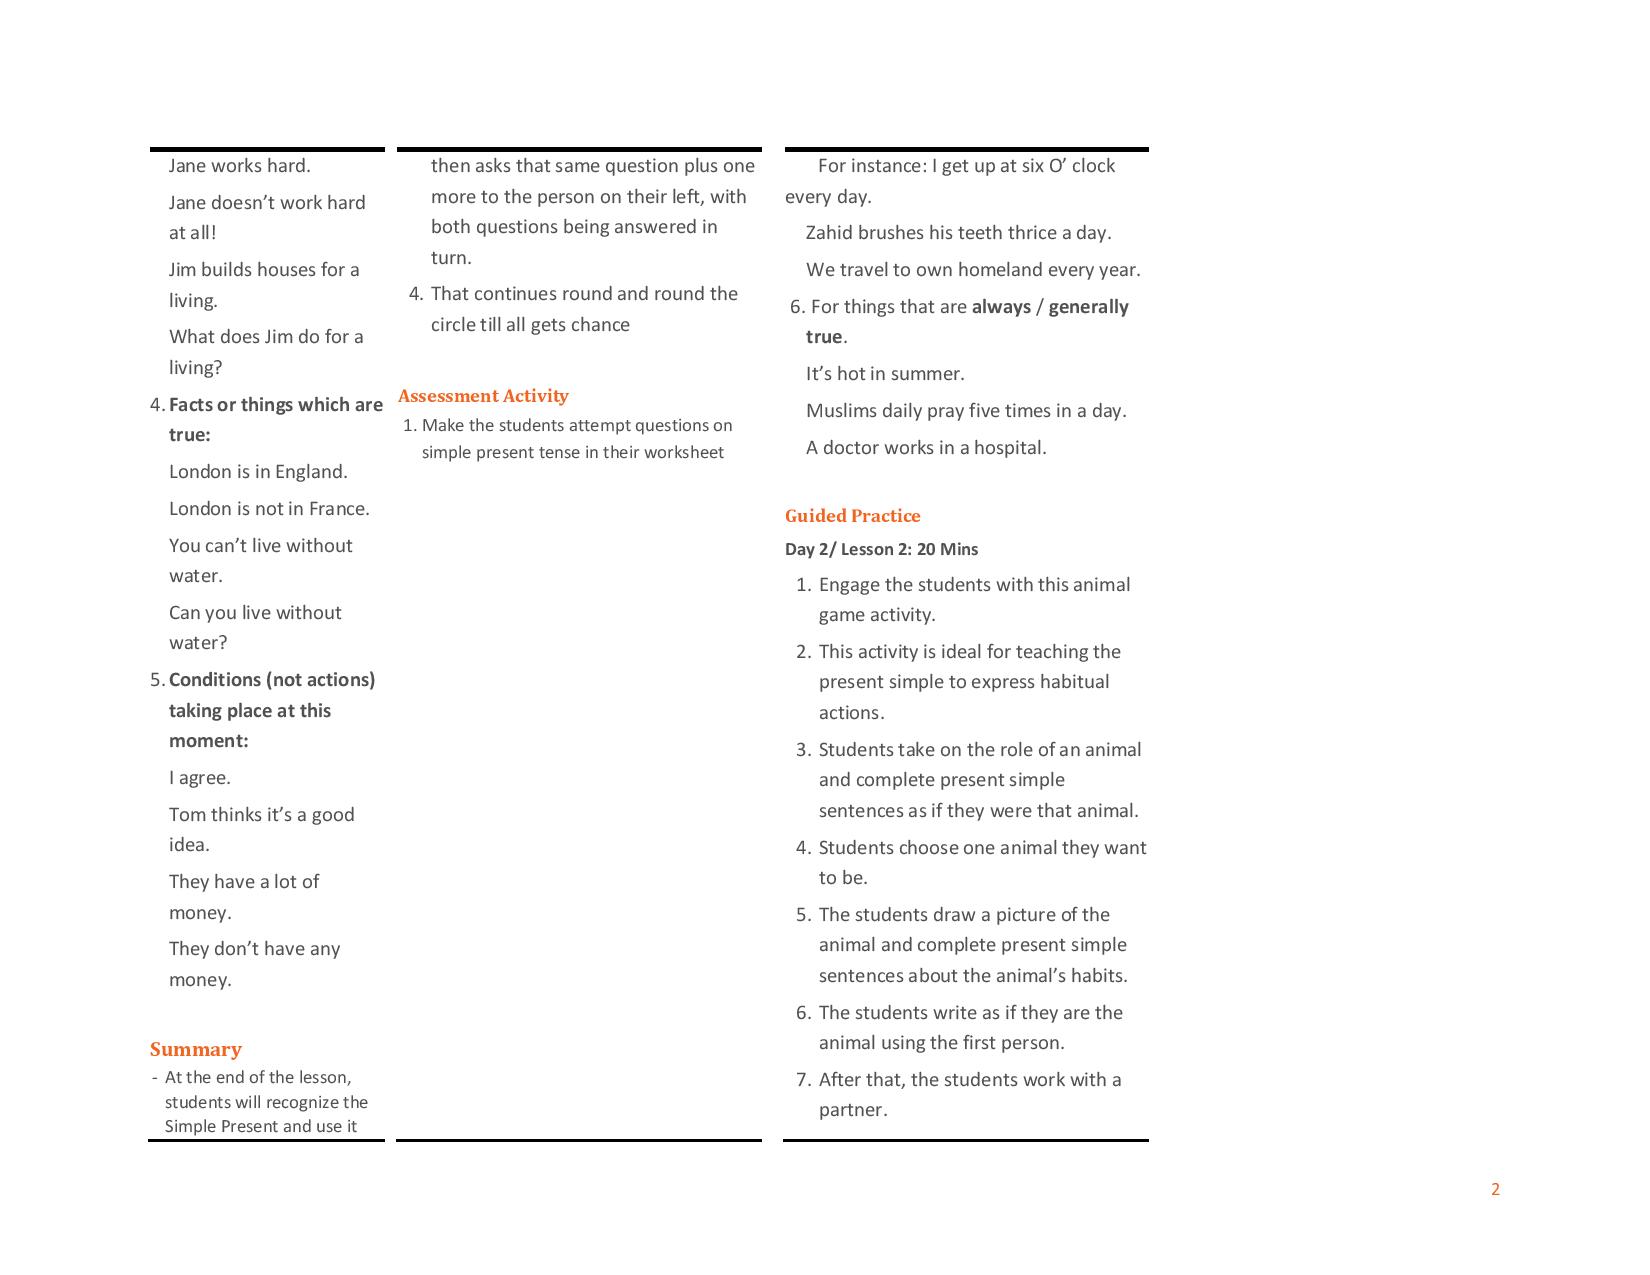 Jane works hard.
Jane doesn’t work hard
at all!
Jim builds houses for a
living.
What does Jim do for a
living?
4. Facts or things which are
true:
London is in England.
London is not in France.
You can’t live without
water.
Can you live without
water?
5. Conditions (not actions)
taking place at this
moment:
I agree.
Tom thinks it’s a good
idea.
They have a lot of
money.
They don’t have any
money.
Summary
- At the end of the lesson,
students will recognize the
Simple Present and use it
then asks that same question plus one
more to the person on their left, with
both questions being answered in
turn.
4. That continues round and round the
circle till all gets chance
Assessment Activity
1. Make the students attempt questions on
simple present tense in their worksheet
For instance: I get up at six O’ clock
every day.
Zahid brushes his teeth thrice a day.
We travel to own homeland every year.
6. For things that are always / generally
true.
It’s hot in summer.
Muslims daily pray five times in a day.
A doctor works in a hospital.
Guided Practice
Day 2/ Lesson 2: 20 Mins
1. Engage the students with this animal
game activity.
2. This activity is ideal for teaching the
present simple to express habitual
actions.
3. Students take on the role of an animal
and complete present simple
sentences as if they were that animal.
4. Students choose one animal they want
to be.
5. The students draw a picture of the
animal and complete present simple
sentences about the animal’s habits.
6. The students write as if they are the
animal using the first person.
7. After that, the students work with a
partner.
2